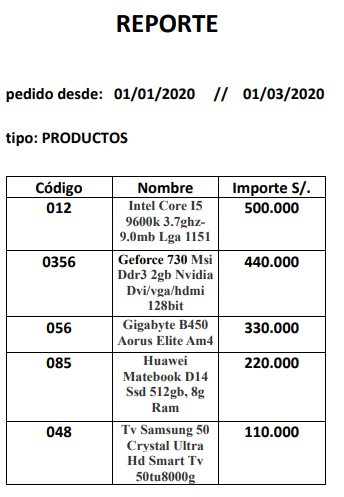 REPORTE
pedido desde: 01/01/2020 // 01/03/2020
tipo: PRODUCTOS
Código Nombre Importe S/.
012 Intel Core I5 500.000
9600k 3.7ghz-
9.0mb Lga 1151
0356 Geforce 730 Msi 440.000
Ddr3 2gb Nvidia
Dvi/vga/hdmi
128bit
056 Gigabyte B450 330.000
Aorus Elite Am4
085 Huawei 220.000
Matebook D14
Ssd 512gb, 8g
Ram
048 Tv Samsung 50 110.000
Crystal Ultra
Hd Smart Tv
50tu8000g